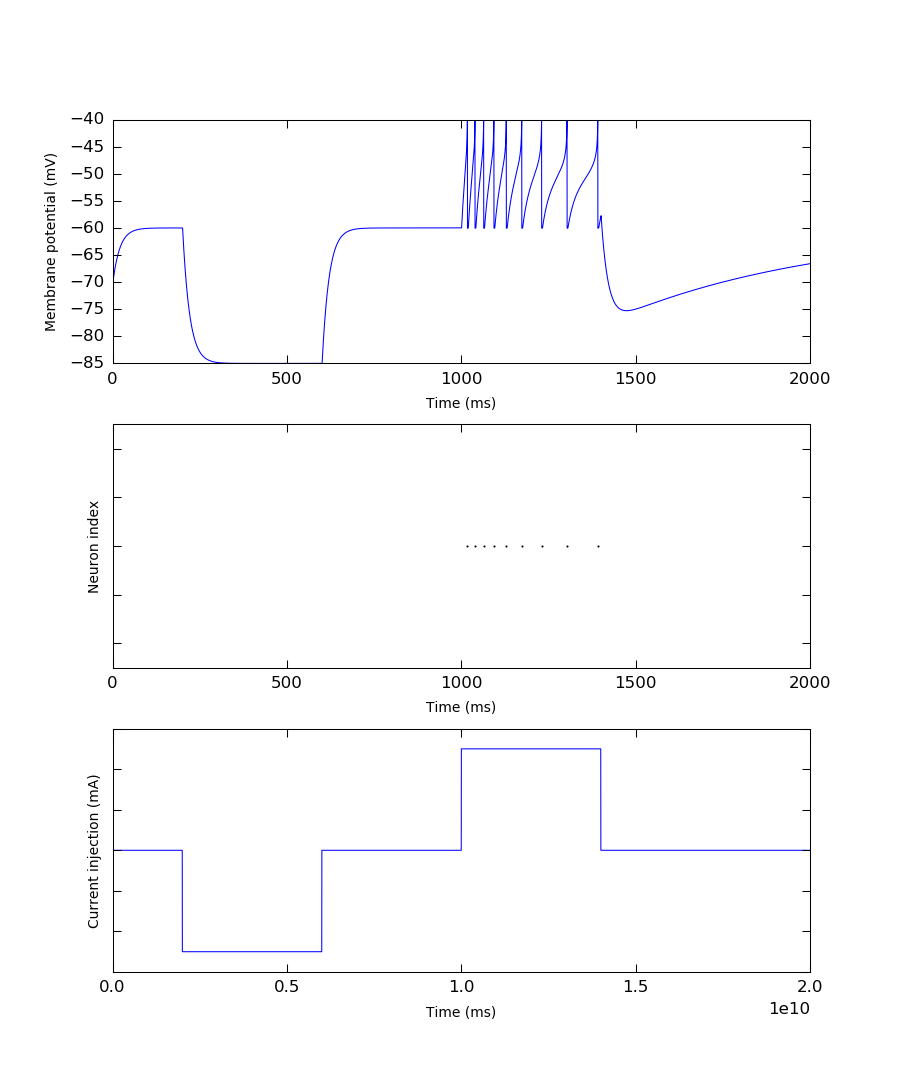 −40
−45
−50
−55
−60
−65
−70
−75
−80
−85
Membrane potential (mV)
0 500 1000 1500 2000
Time (ms)
Neuron index
0 500 1000 1500 2000
Time (ms)
Current injection (mA)
0.0 0.5 1.0 1.5 2.0
1e10
Time (ms)